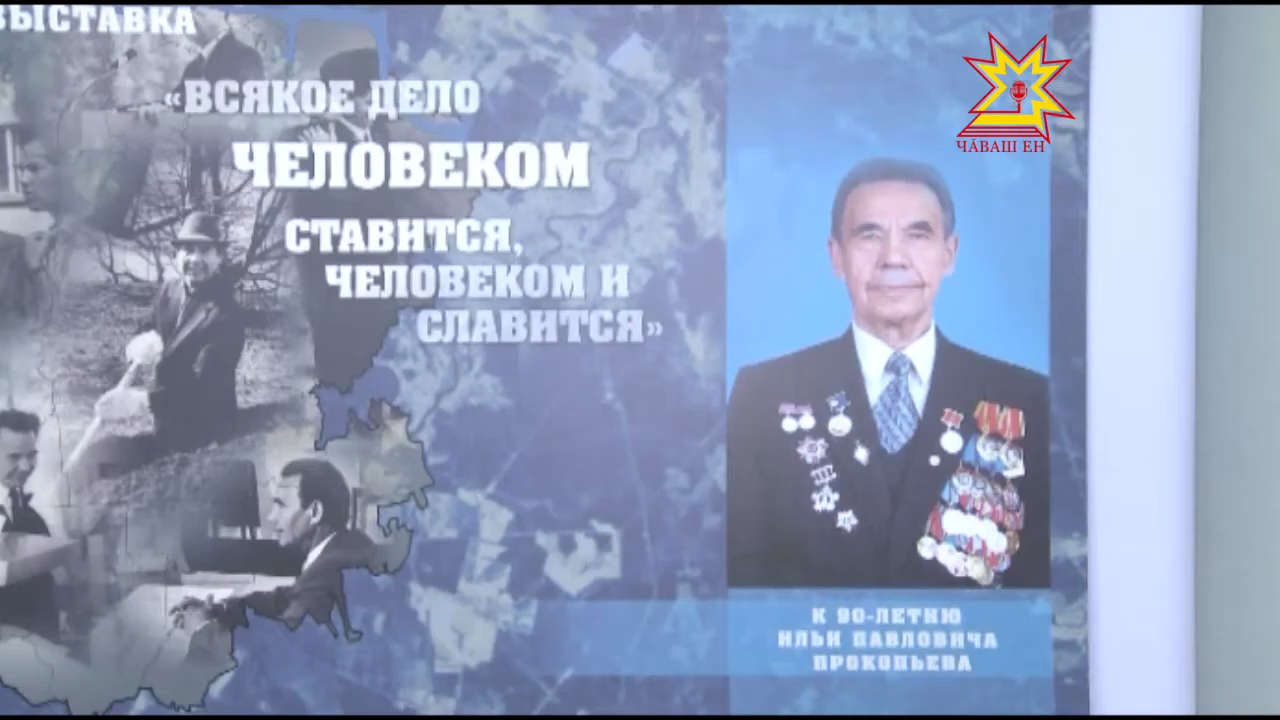 ВЫСТАВКА
«ВСЯКОЕ ДЕЛО
ЧЕЛОВЕКОМ
СТАВИТСЯ,
ЧЕЛОВЕКОМ И
СЛАВИТСЯ»
ЧĂВАШ ЕН
К 90-ЛЕТИЮ
ИЛЬИ ПАВЛОВИЧА
ПРОКОПЬЕВА